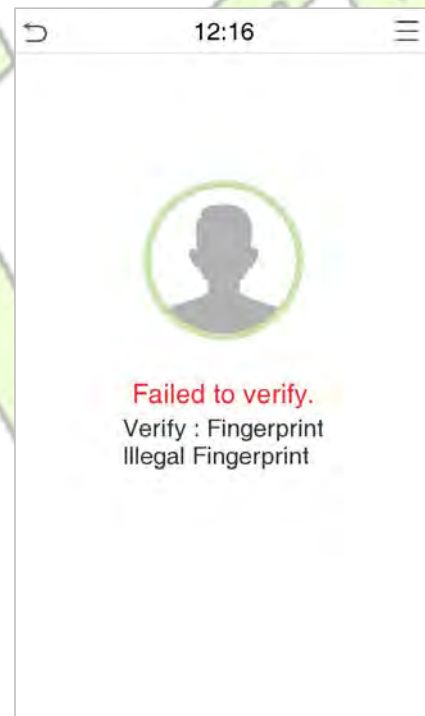 12:16
Failed to verify.
Verify : Fingerprint
Illegal Fingerprint